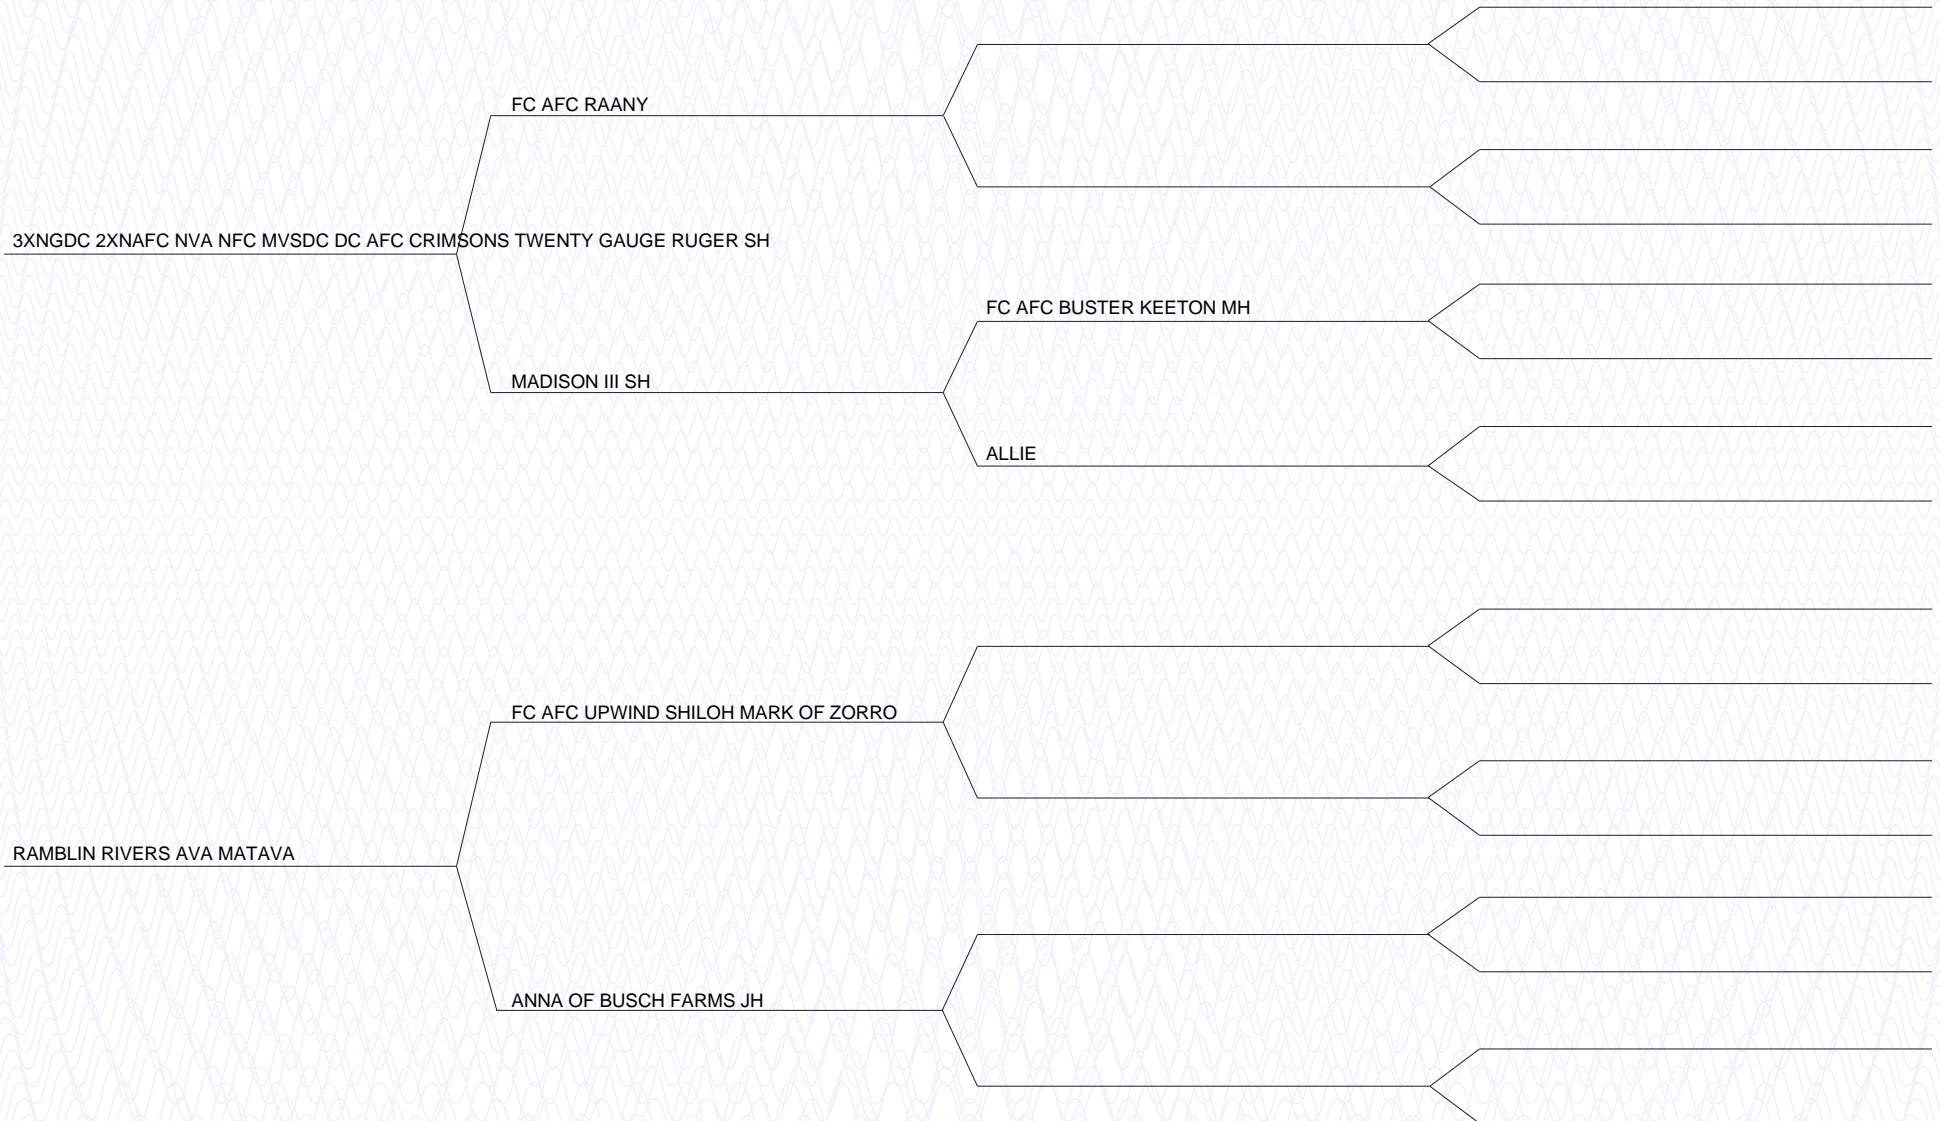 FC AFC RAANY
3XNGDC 2XNAFC NVA NFC MVSDC DC AFC CRIMSONS TWENTY GAUGE RUGER SH
FC AFC BUSTER KEETON MH
MADISON III SH
ALLIE
FC AFC UPWIND SHILOH MARK OF ZORRO
RAMBLIN RIVERS AVA MATAVA
ANNA OF BUSCH FARMS JH